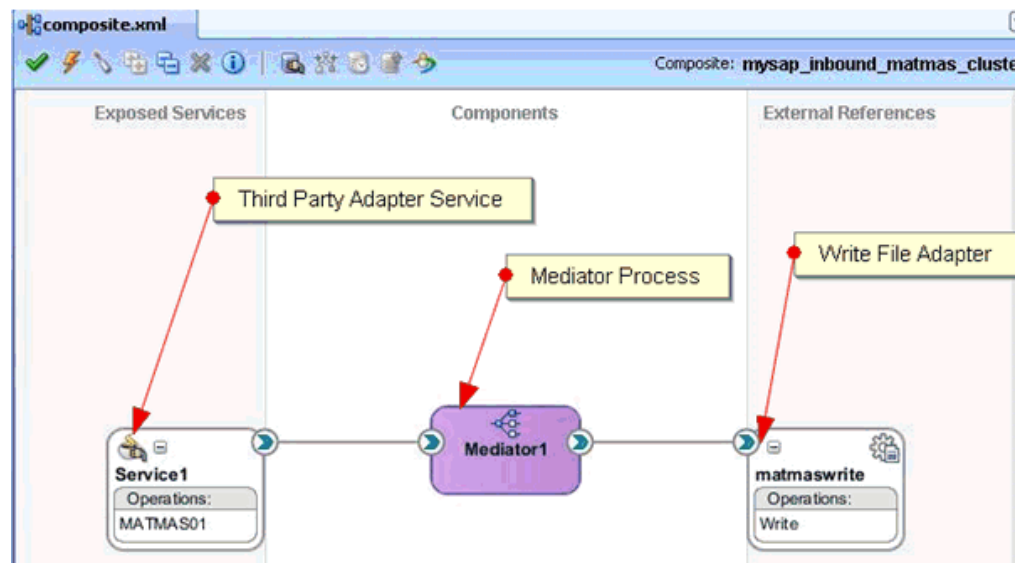 composite.xml
Composite: mysap_inbound_matmas_cluste
Exposed Services
Components
External References
Third Party Adapter Service
Mediator Process
Write File Adapter
Service1
Operations:
MATMAS01
Mediator1
matmaswrite
Operations:
Write